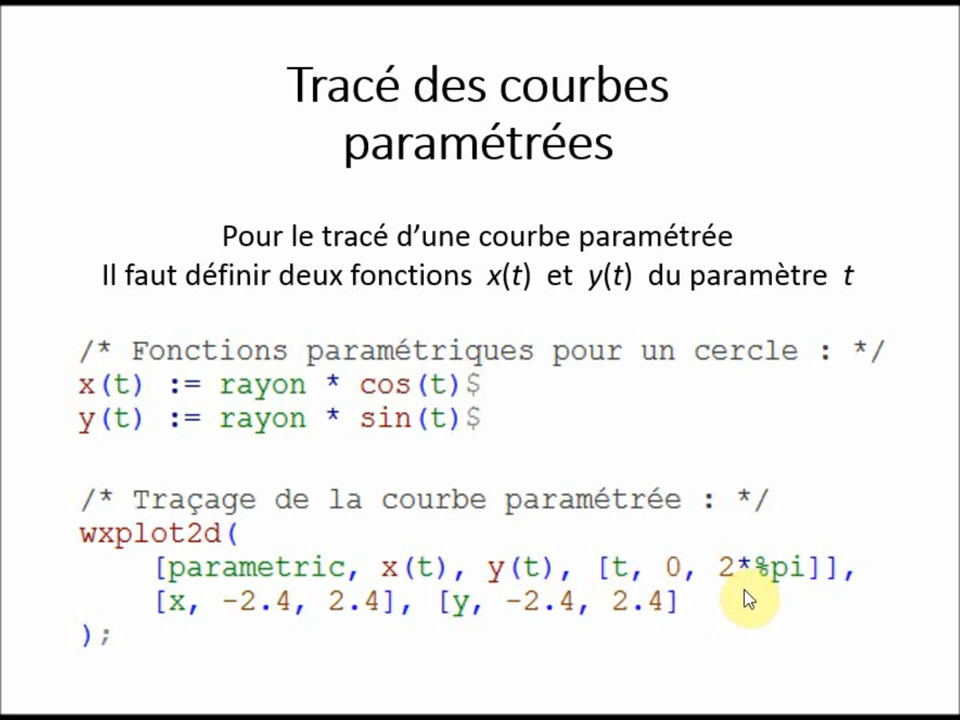 Tracé des courbes
paramétrées
Pour le tracé d’une courbe paramétrée
Il faut définir deux fonctions x(t) et y(t) du paramètre t
/* Fonctions paramétriques pour un cercle : */
x(t) := rayon * cos(t)$
y(t) := rayon * sin(t)$
/* Traçage de la courbe paramétrée : */
wxplot2d(
[parametric, x(t), y(t), [t, 0, 2*%pi]],
[x, -2.4, 2.4], [y, -2.4, 2.4]
);